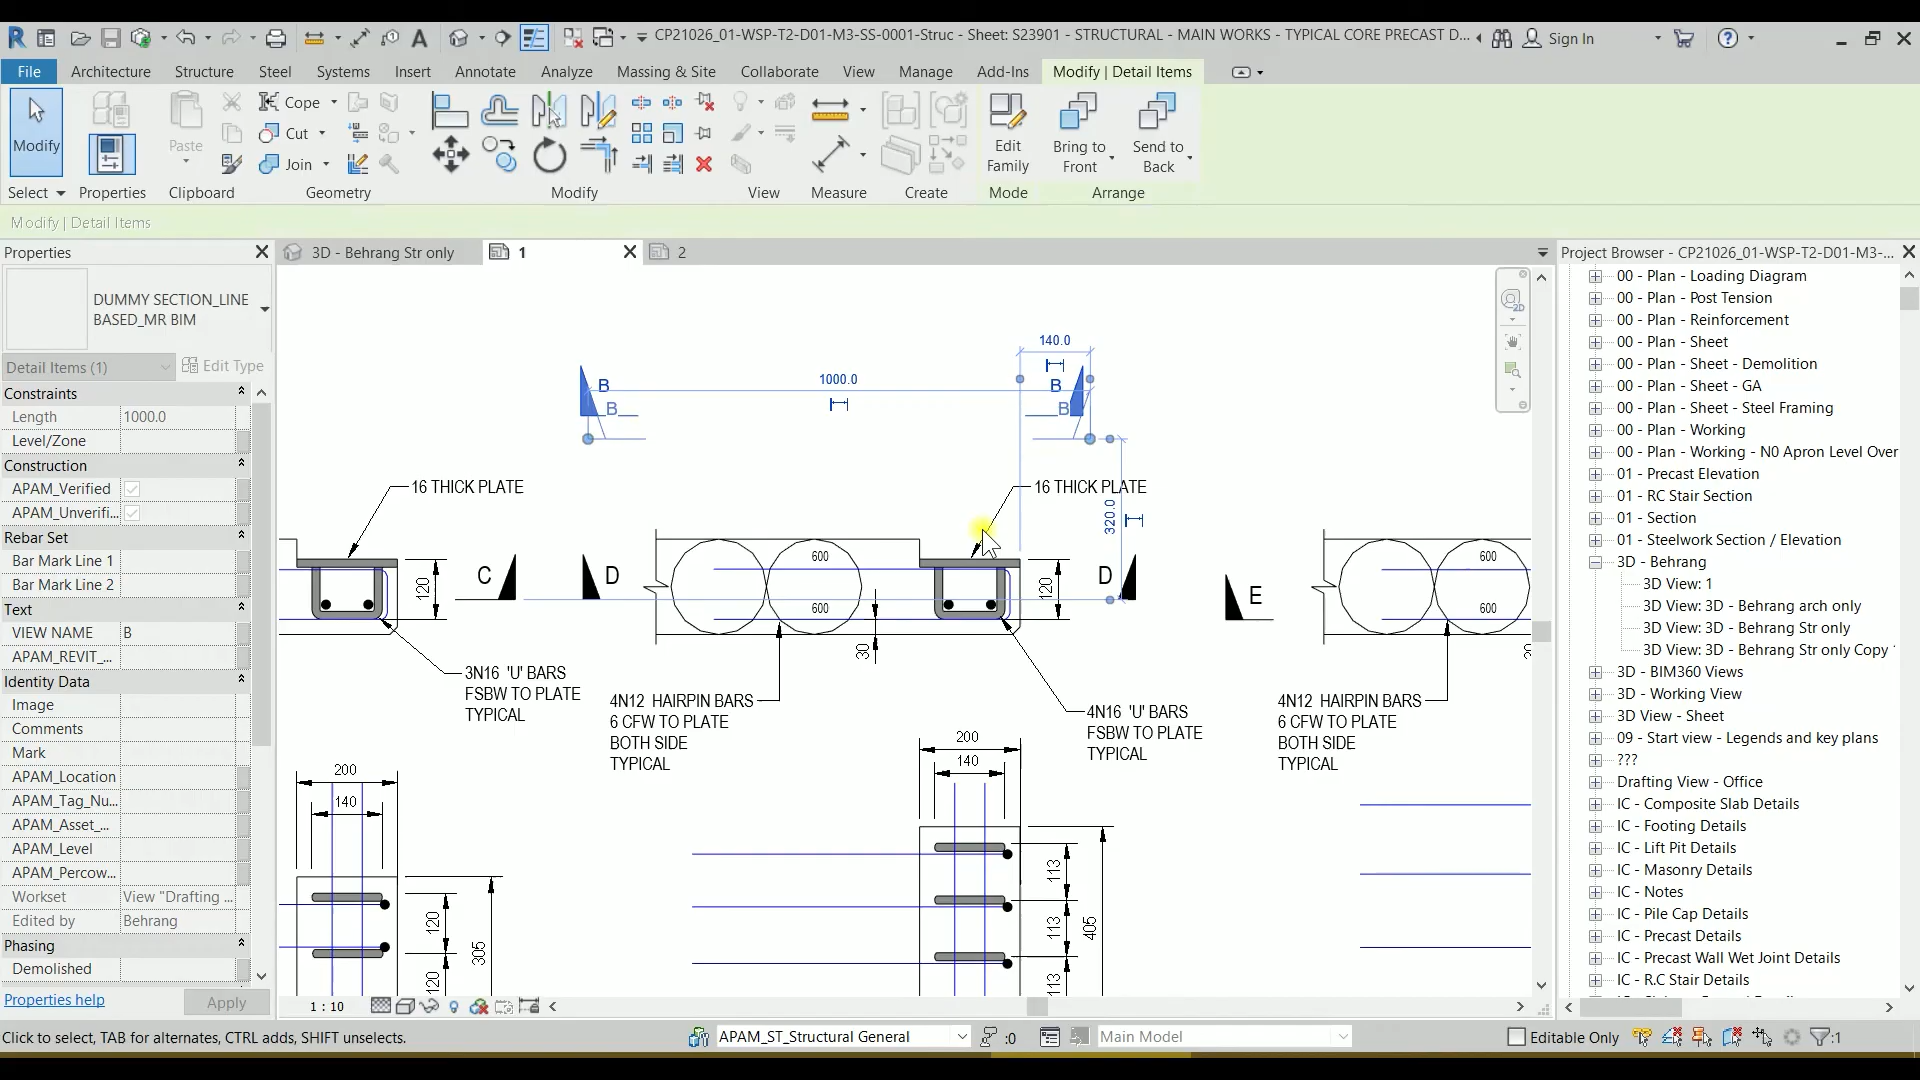 CP21026_01-WSP-T2-D01-M3-SS-0001-Struc - Sheet: S23901 - STRUCTURAL - MAIN WORKS - TYPICAL CORE PRECAST D...
Sign In
File
Architecture
Structure
Steel
Systems
Insert
Annotate
Analyze
Massing & Site
Collaborate
View
Manage
Add-Ins
Modify | Detail Items
Modify
Paste
Cope
Cut
Join
Edit Family
Bring to Front
Send to Back
Select
Properties
Clipboard
Geometry
Modify
View
Measure
Create
Mode
Arrange
Modify | Detail Items
Properties
DUMMY SECTION_LINE
BASED_MR BIM
Detail Items (1)
Edit Type
Constraints
Length 1000.0
Level/Zone
Construction
APAM_Verified
APAM_Unverifi...
Rebar Set
Bar Mark Line 1
Bar Mark Line 2
Text
VIEW NAME B
APAM_REVIT_...
Identity Data
Image
Comments
Mark
APAM_Location
APAM_Tag_Nu...
APAM_Asset_...
APAM_Level
APAM_Percow...
Workset View "Drafting ...
Edited by Behrang
Phasing
Demolished
Properties help
Apply
3D - Behrang Str only
1
2
140.0
1000.0
B
B
B
B
320.0
16 THICK PLATE
16 THICK PLATE
120
C
D
600
600
30
120
D
E
600
600
3N16 'U' BARS
FSBW TO PLATE
TYPICAL
4N12 HAIRPIN BARS
6 CFW TO PLATE
BOTH SIDE
TYPICAL
4N16 'U' BARS
FSBW TO PLATE
TYPICAL
4N12 HAIRPIN BARS
6 CFW TO PLATE
BOTH SIDE
TYPICAL
200
140
120
120
305
200
140
113
113
113
405
1 : 10
Project Browser - CP21026_01-WSP-T2-D01-M3-...
00 - Plan - Loading Diagram
00 - Plan - Post Tension
00 - Plan - Reinforcement
00 - Plan - Sheet
00 - Plan - Sheet - Demolition
00 - Plan - Sheet - GA
00 - Plan - Sheet - Steel Framing
00 - Plan - Working
00 - Plan - Working - N0 Apron Level Over
01 - Precast Elevation
01 - RC Stair Section
01 - Section
01 - Steelwork Section / Elevation
3D - Behrang
3D View: 1
3D View: 3D - Behrang arch only
3D View: 3D - Behrang Str only
3D View: 3D - Behrang Str only Copy
3D - BIM360 Views
3D - Working View
3D View - Sheet
09 - Start view - Legends and key plans
???
Drafting View - Office
IC - Composite Slab Details
IC - Footing Details
IC - Lift Pit Details
IC - Masonry Details
IC - Notes
IC - Pile Cap Details
IC - Precast Details
IC - Precast Wall Wet Joint Details
IC - R.C Stair Details
Click to select, TAB for alternates, CTRL adds, SHIFT unselects.
APAM_ST_Structural General
:0
Main Model
Editable Only
:1